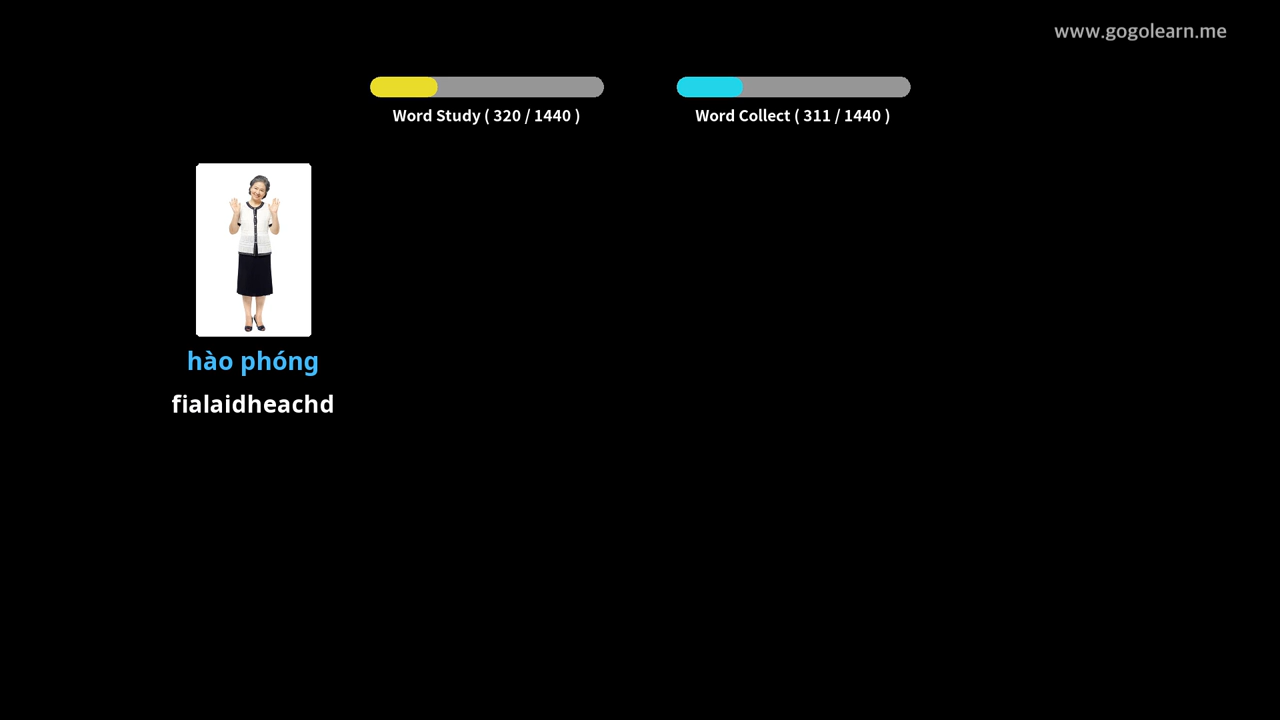 www.gogolearn.me
Word Study ( 320 / 1440 )
Word Collect ( 311 / 1440 )
hào phóng
fialaidheachd